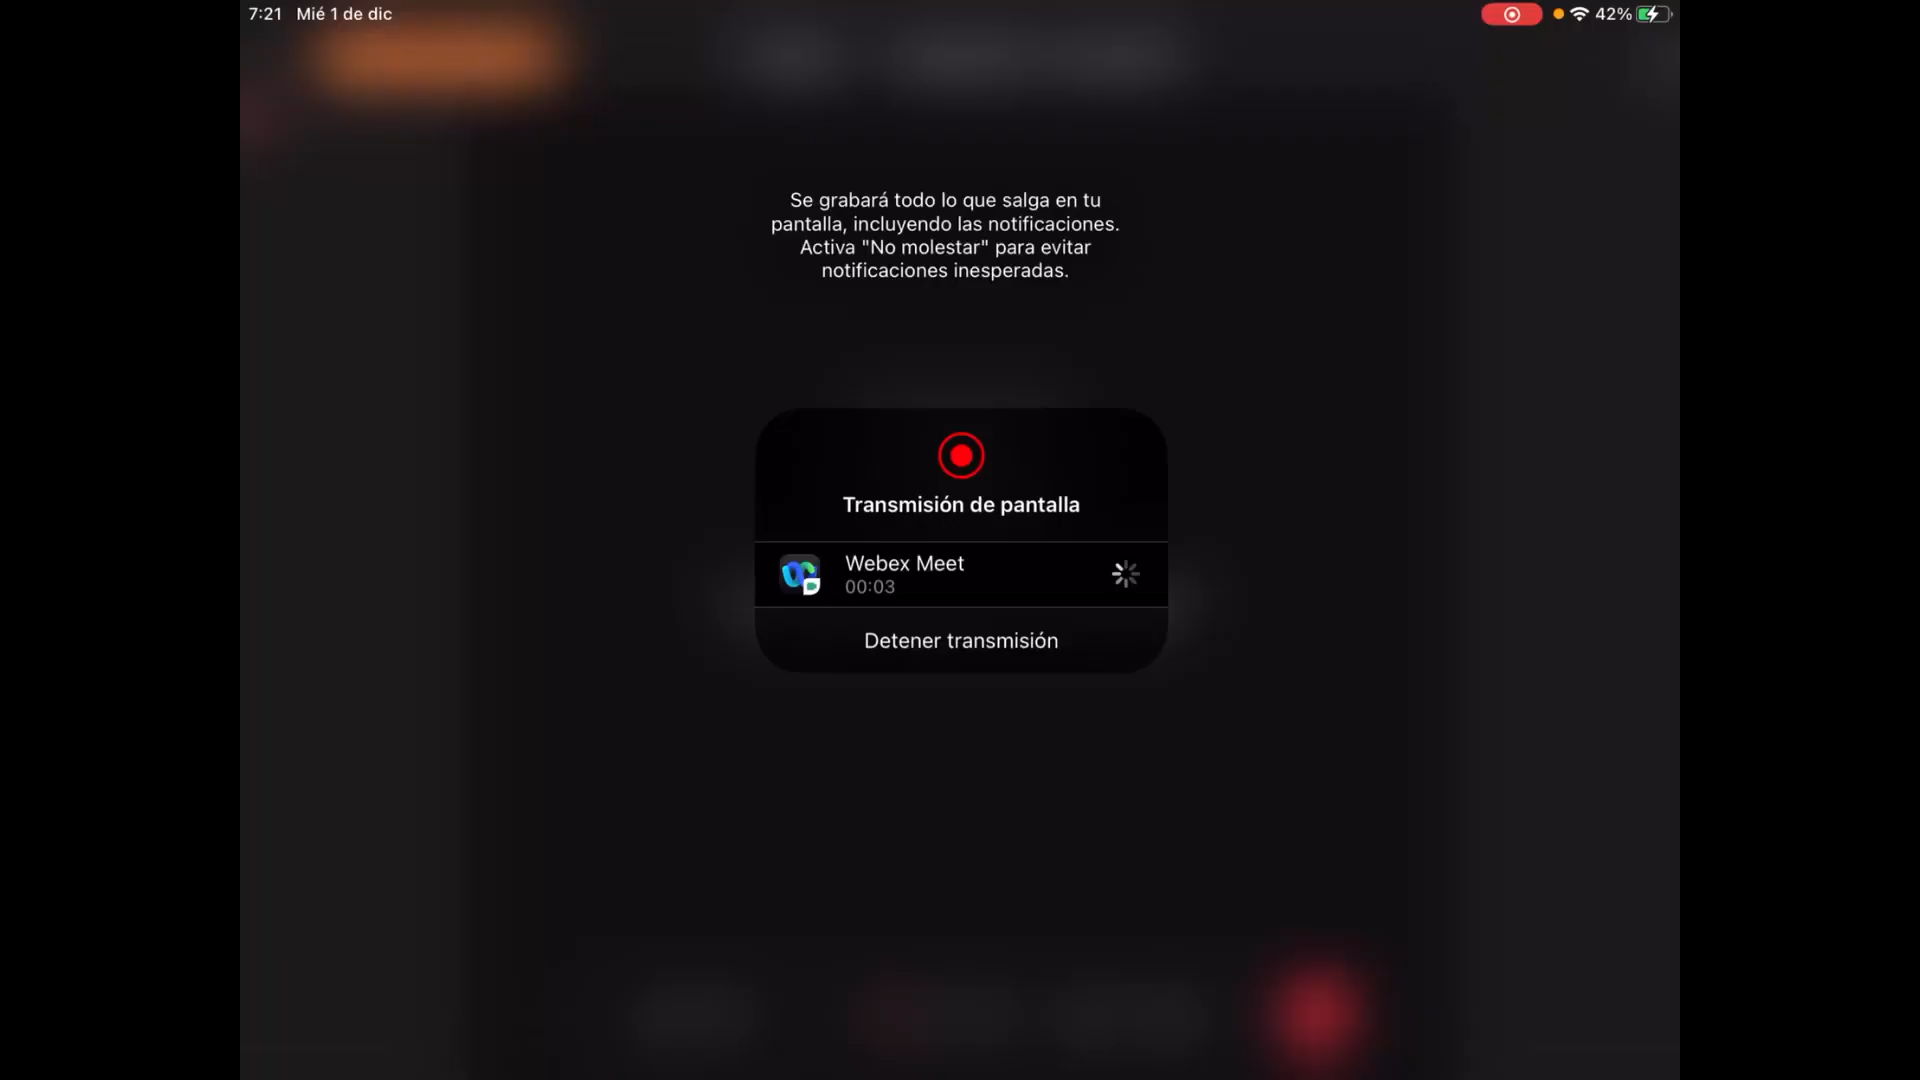 7:21 Mié 1 de dic
42%
Se grabará todo lo que salga en tu
pantalla, incluyendo las notificaciones.
Activa "No molestar" para evitar
notificaciones inesperadas.
Transmisión de pantalla
Webex Meet
00:03
Detener transmisión